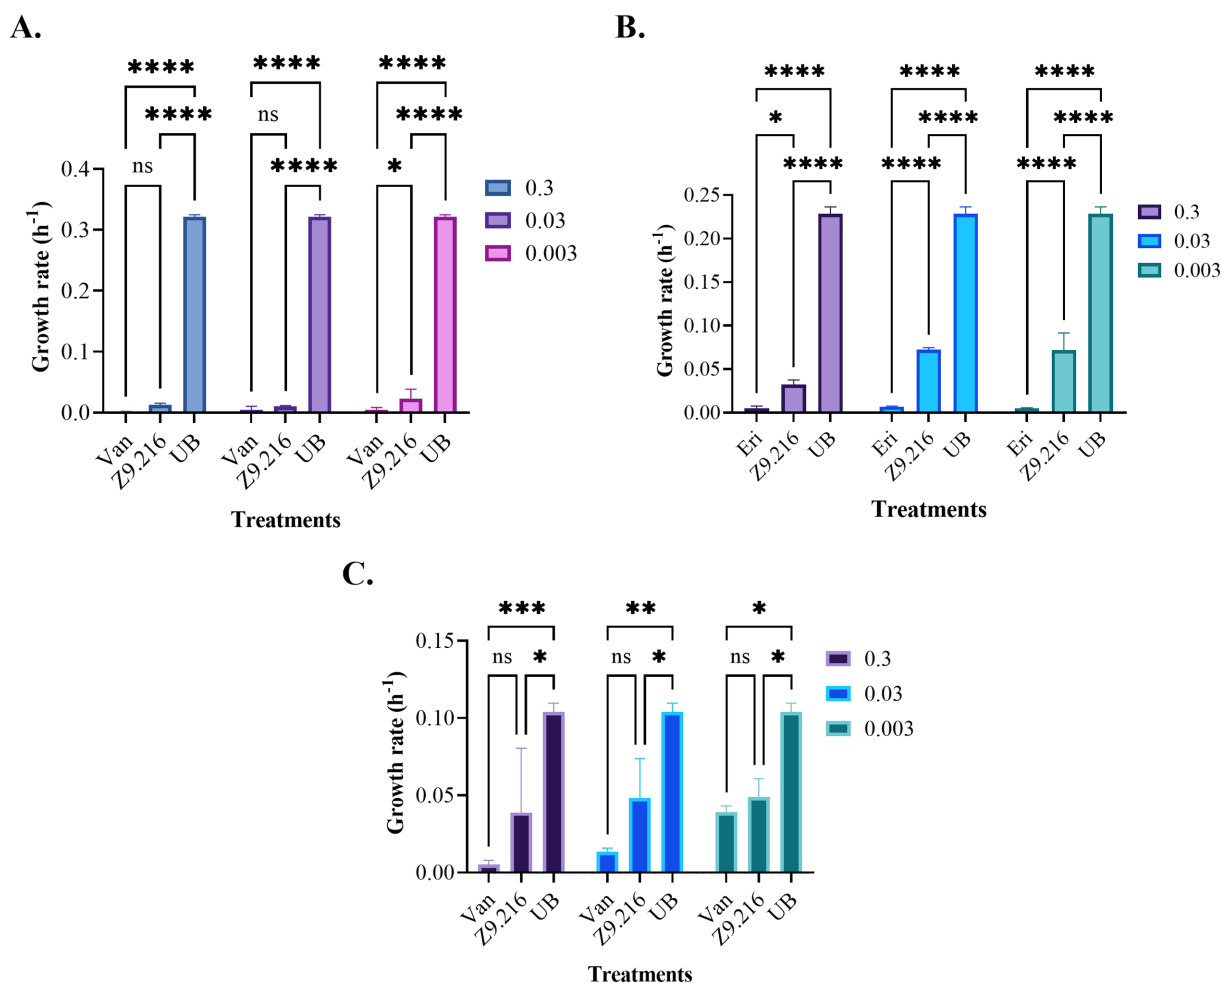 A.
****
****
****
****
ns
****
ns
****
*
0.4
0.3
0.2
0.1
0.0
Growth rate (h-1)
Van
Z9.216
UB
Van
Z9.216
UB
Van
Z9.216
UB
Treatments
0.3
0.03
0.003
B.
****
****
****
*
****
****
****
****
****
0.25
0.20
0.15
0.10
0.05
0.00
Growth rate (h-1)
Eri
Z9.216
UB
Eri
Z9.216
UB
Eri
Z9.216
UB
Treatments
0.3
0.03
0.003
C.
***
**
*
ns
*
ns
*
ns
*
0.15
0.10
0.05
0.00
Growth rate (h-1)
Van
Z9.216
UB
Van
Z9.216
UB
Van
Z9.216
UB
Treatments
0.3
0.03
0.003